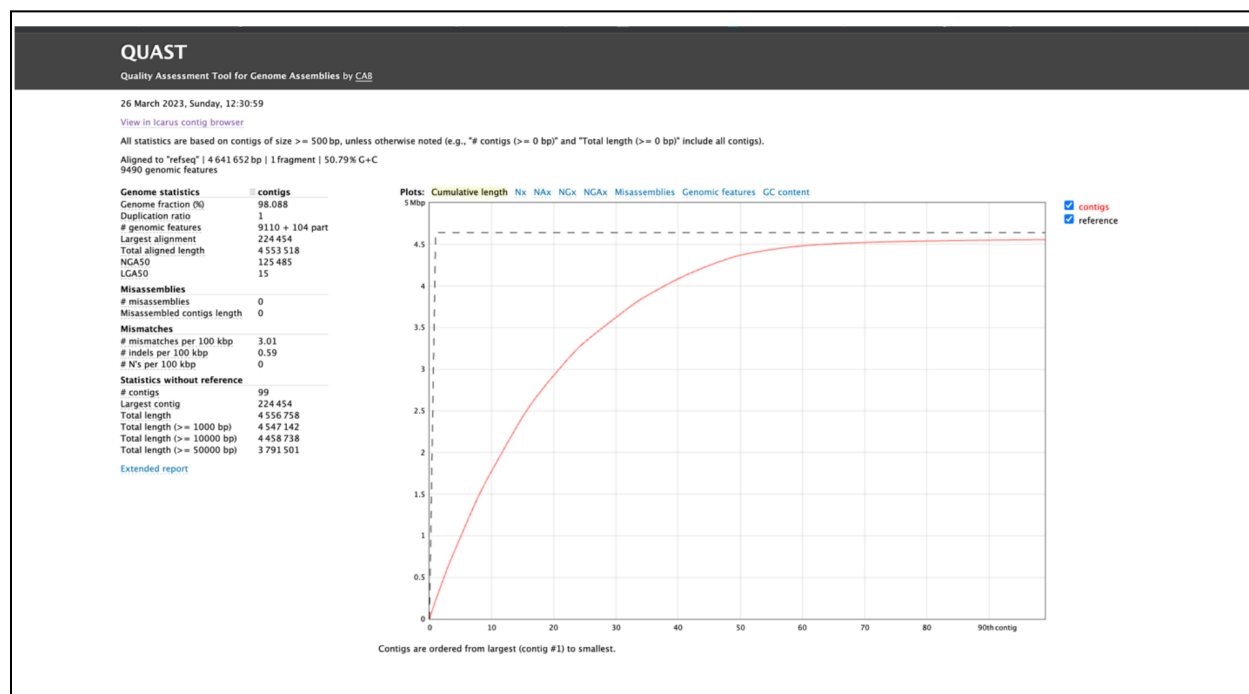 QUAST
Quality Assessment Tool for Genome Assemblies by CAB
26 March 2023, Sunday, 12:30:59
View in Icarus contig browser
All statistics are based on contigs of size >= 500 bp, unless otherwise noted (e.g., "# contigs (>= 0 bp)" and "Total length (>= 0 bp)" include all contigs).
Aligned to "refseq" | 4 641 652 bp | 1 fragment | 50.79 % G+C
9490 genomic features
Genome statistics contigs
Genome fraction (%) 98.088
Duplication ratio 1
# genomic features 9110 + 104 part
Largest alignment 224 454
Total aligned length 4 553 518
NGA50 125 485
LGA50 15
Misassemblies
# misassemblies 0
Misassembled contigs length 0
Mismatches
# mismatches per 100 kbp 3.01
# indels per 100 kbp 0.59
# N's per 100 kbp 0
Statistics without reference
# contigs 99
Largest contig 224 454
Total length 4 556 758
Total length (>= 1000 bp) 4 547 142
Total length (>= 10000 bp) 4 458 738
Total length (>= 50000 bp) 3 791 501
Extended report
Plots: Cumulative length Nx NAx NGx NGAx Misassemblies Genomic features GC content
5 Mbp
4.5
4
3.5
3
2.5
2
1.5
1
0.5
0
0 10 20 30 40 50 60 70 80 90th contig
contigs
reference
Contigs are ordered from largest (contig #1) to smallest.